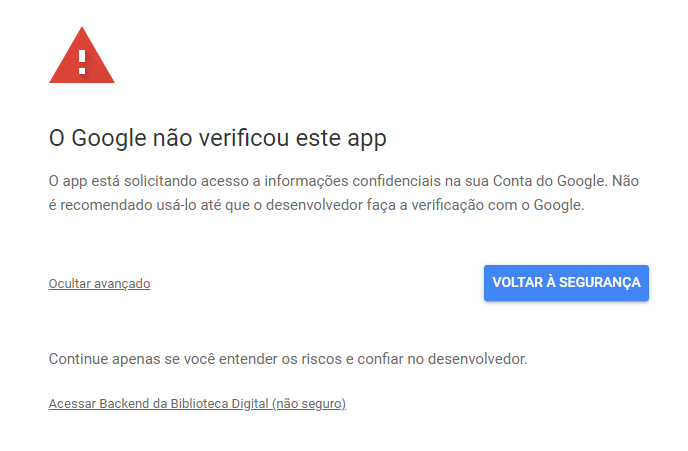 O Google não verificou este app
O app está solicitando acesso a informações confidenciais na sua Conta do Google. Não
é recomendado usá-lo até que o desenvolvedor faça a verificação com o Google.
Ocultar avançado
VOLTAR À SEGURANÇA
Continue apenas se você entender os riscos e confiar no desenvolvedor.
Acessar Backend da Biblioteca Digital (não seguro)